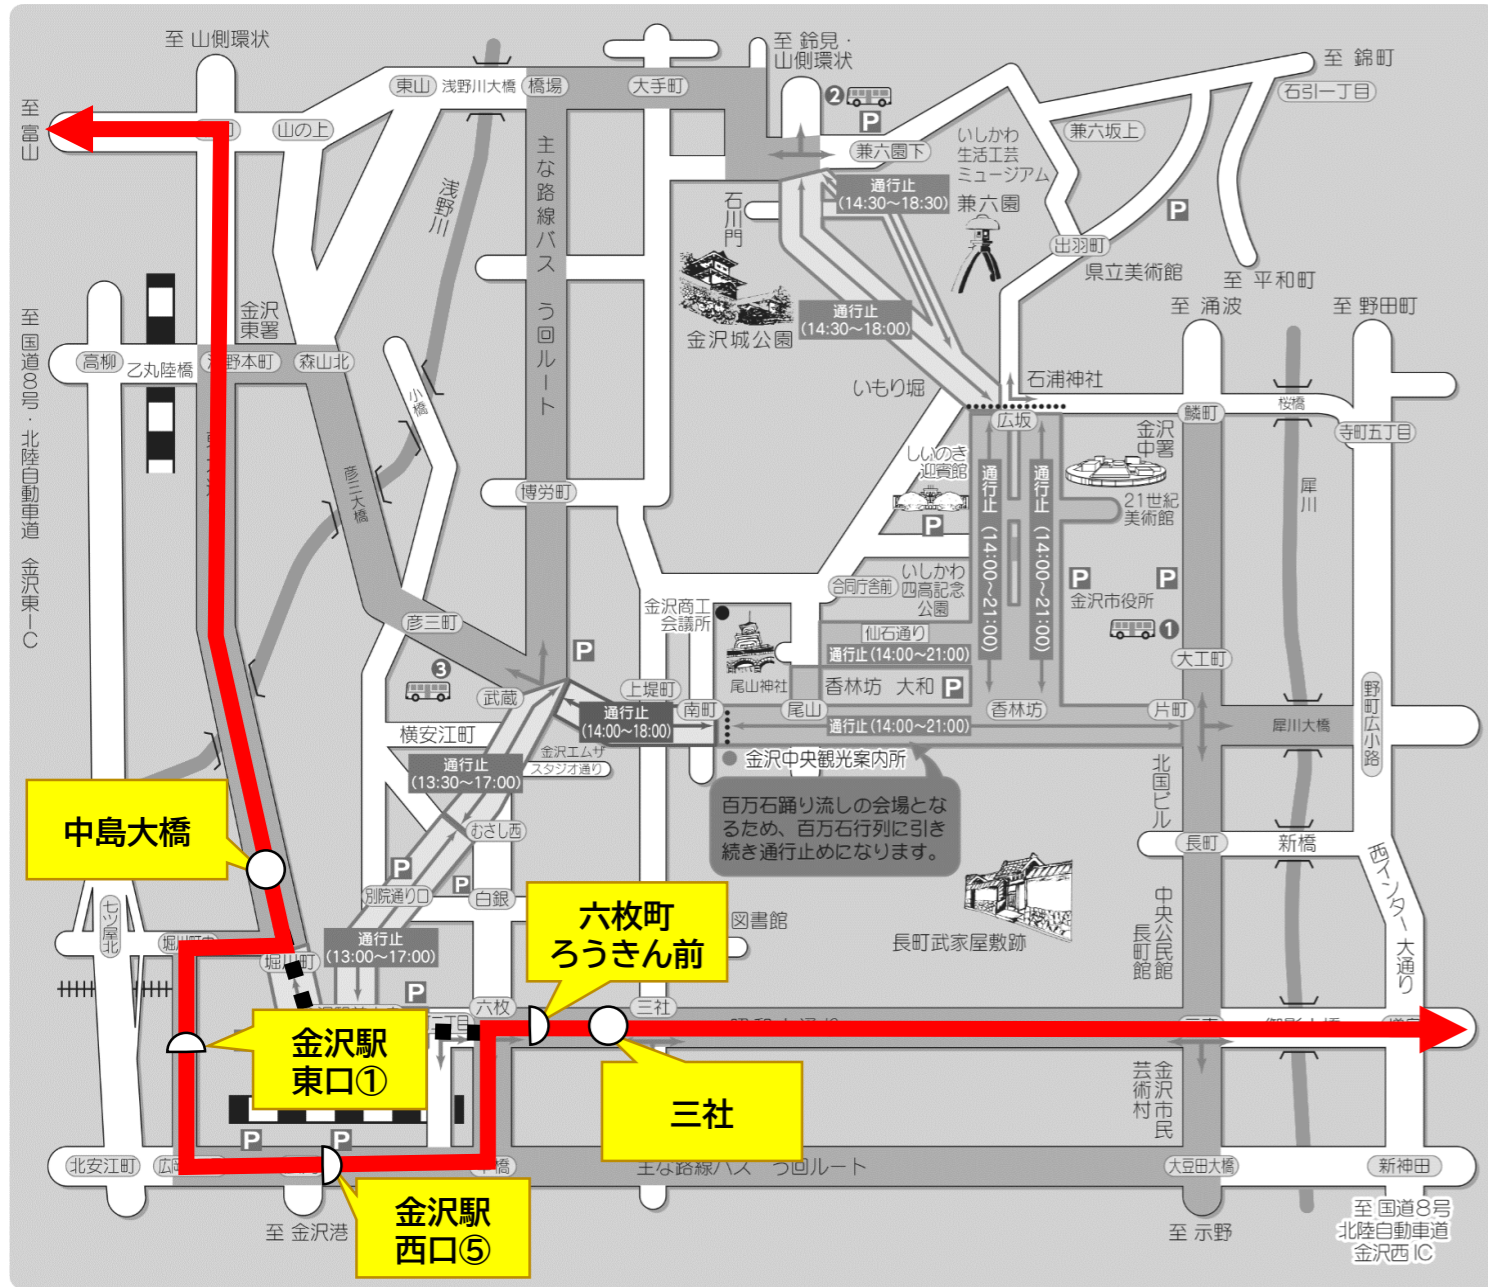 至 山側環状
至 鈴見・
山側環状
至 錦町
至 富山
山の上
東山
浅野川大橋
橋場
大手町
❷
P
石引一丁目
兼六坂上
兼六園下
いしかわ
生活工芸
ミュージアム
主な路線バス う回ルート
浅野川
石川門
通行止
(14:30〜18:30)
兼六園
P
出羽町
県立美術館
至 平和町
金沢
東署
通行止
(14:30〜18:00)
金沢城公園
至 涌波
至 野田町
至 国道8号・北陸自動車道 金沢東IC
高柳
乙丸陸橋
森山北
小橋
いもり堀
石浦神社
広坂
鱗町
桜橋
寺町五丁目
金沢
中署
しいのき
迎賓館
P
通行止 (14:00〜21:00)
通行止 (14:00〜21:00)
21世紀
美術館
犀川
彦三大橋
博労町
合同庁舎前
いしかわ
四高記念
公園
P
P
金沢市役所
❶
金沢商工
会議所
彦三町
仙石通り
通行止(14:00〜21:00)
大工町
P
❸
武蔵
尾山神社
上堤町
南町
尾山
香林坊 大和 P
香林坊
片町
犀川大橋
野町広小路
通行止
(14:00〜18:00)
通行止(14:00〜21:00)
横安江町
金沢エムザ
スタジオ通り
金沢中央観光案内所
通行止
(13:30〜17:00)
百万石踊り流しの会場とな
るため、百万石行列に引き
続き通行止めになります。
北国ビル
中島大橋
むさし西
長町
新橋
西インター大通り
P
P
別院通り口
白銀
六枚町
ろうきん前
図書館
長町武家屋敷跡
中央公民館
長町館
七ツ屋北
通行止
(13:00〜17:00)
堀川町
P
六枚
三社
金沢駅
東口①
三社
金沢市民
芸術村
P
P
北安江町
主な路線バス う回ルート
大豆田大橋
新神田
金沢駅
西口⑤
至 金沢港
至 示野
至 国道8号
北陸自動車道
金沢西IC